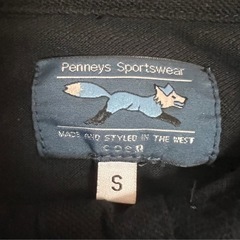 Penneys Sportswear
MADE AND STYLED IN THE WEST
S